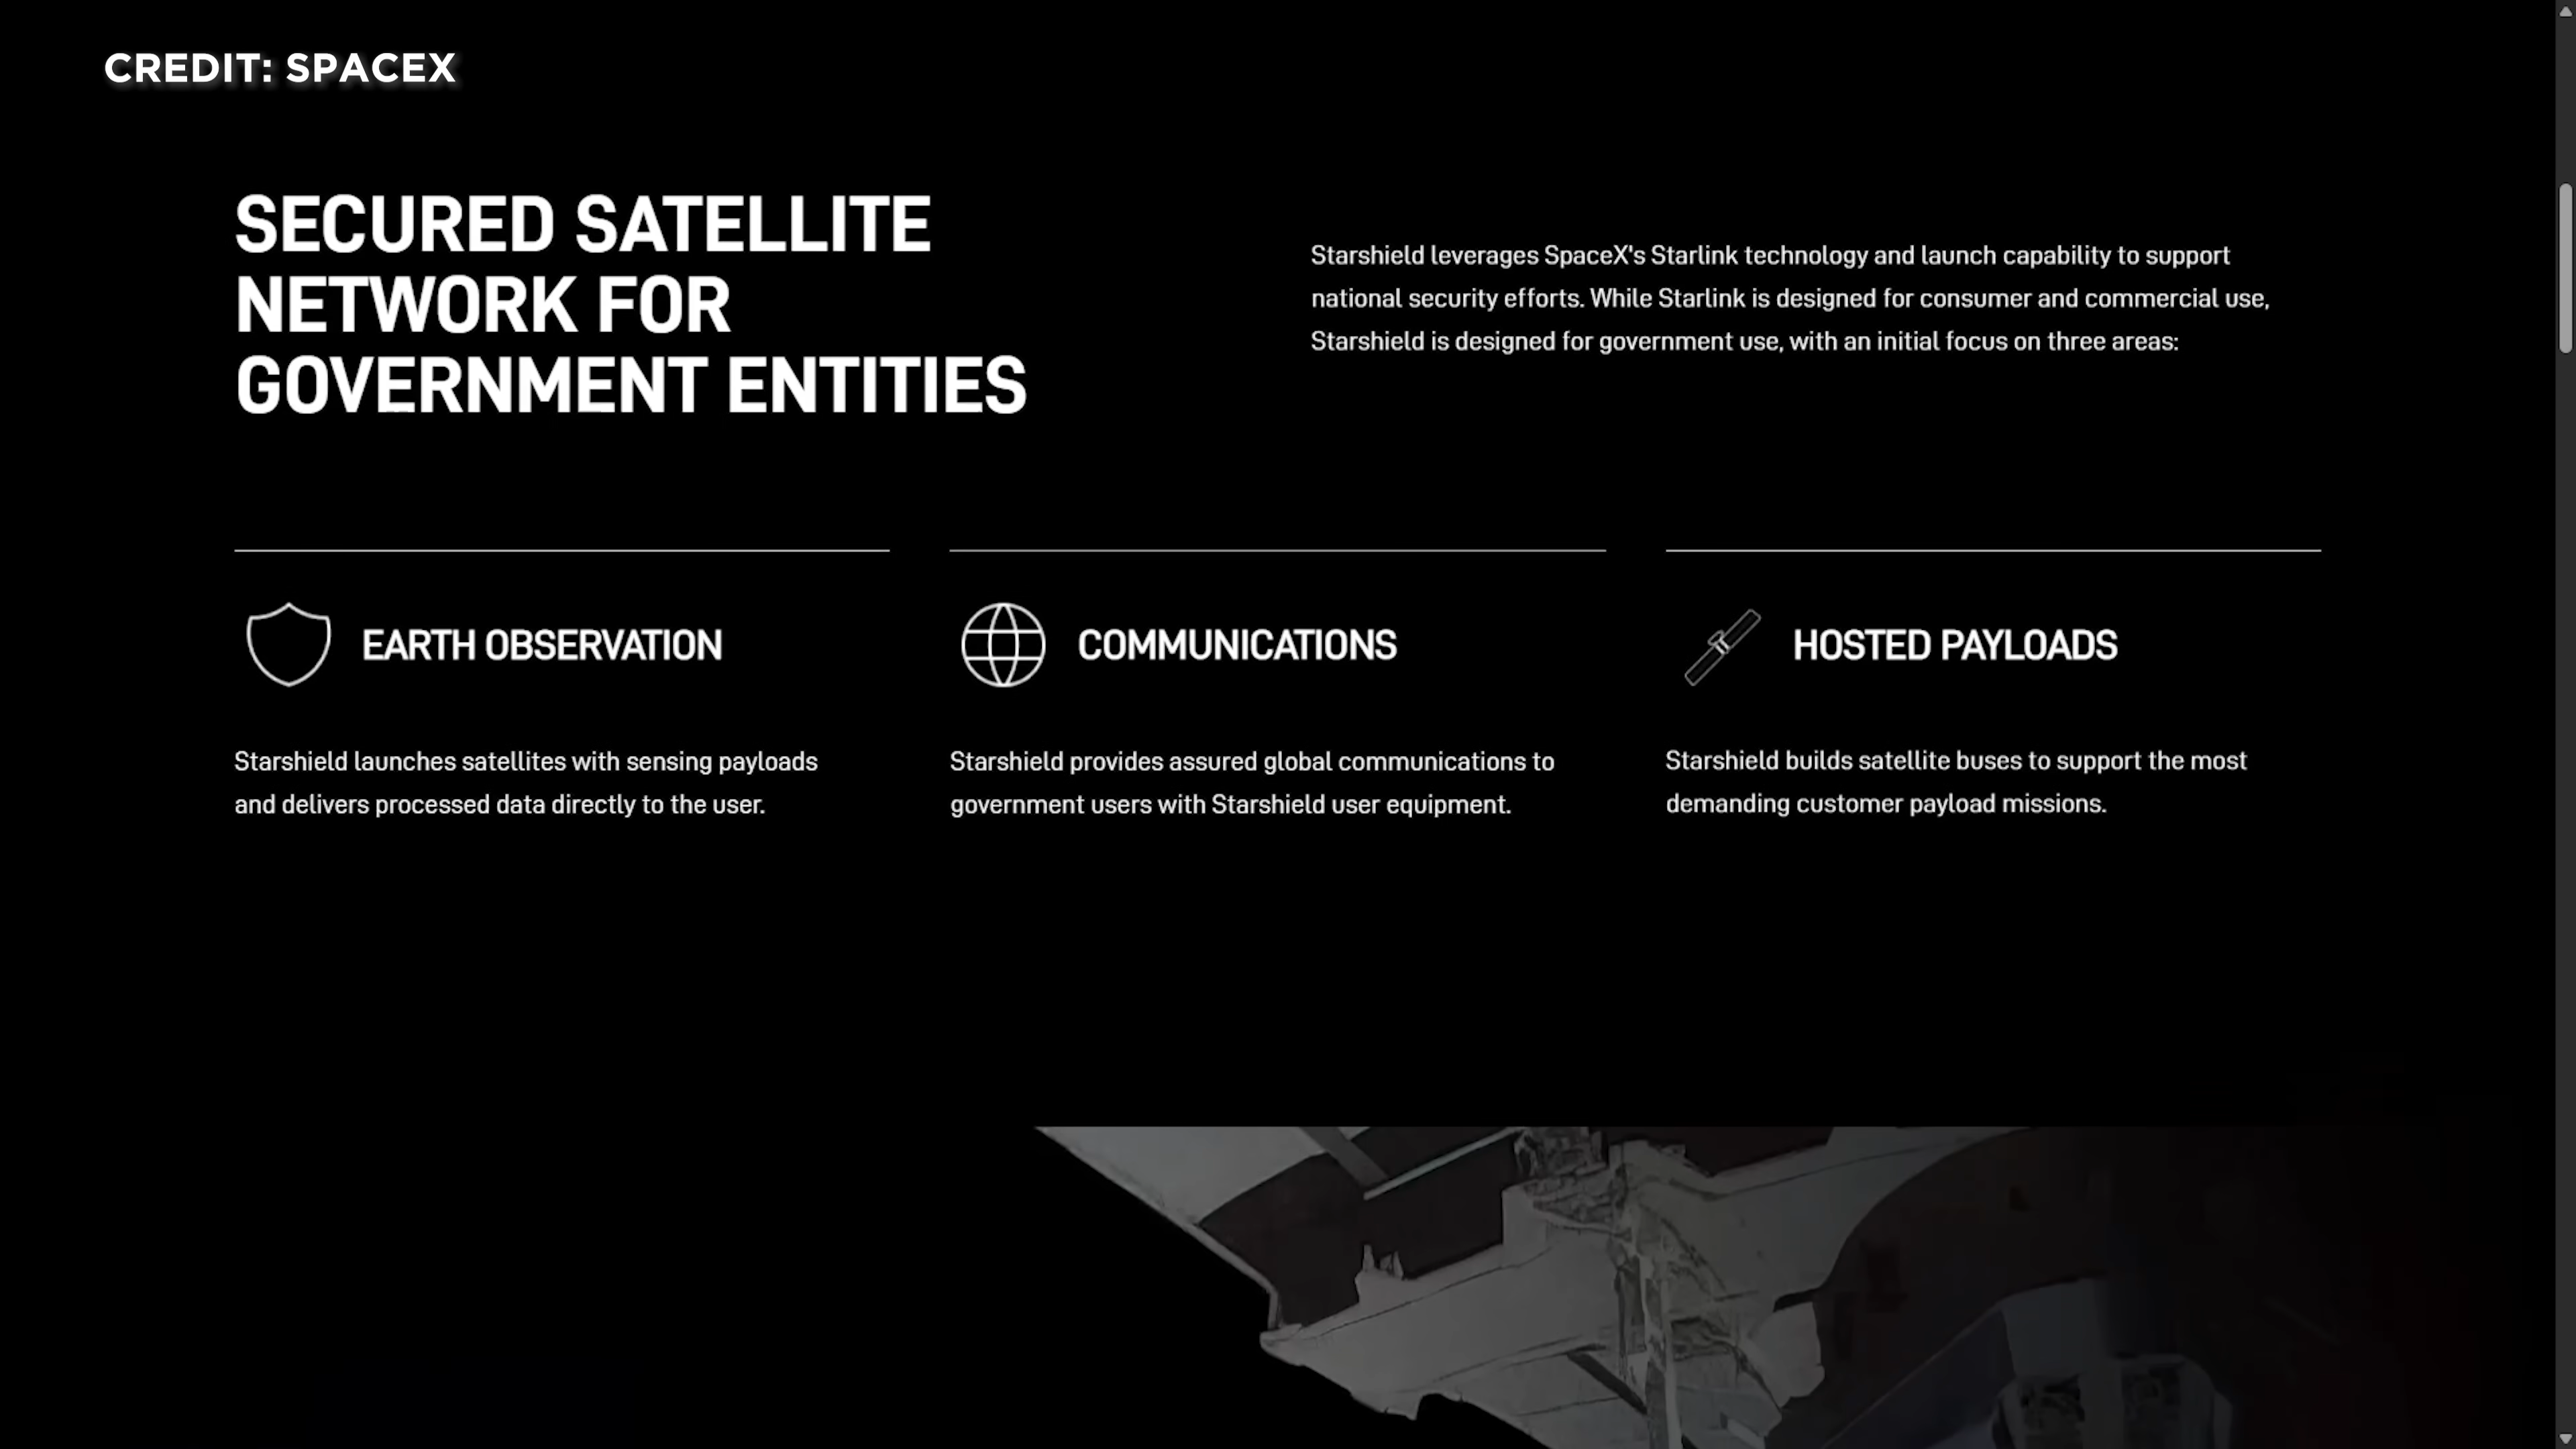 CREDIT: SPACEX
SECURED SATELLITE
NETWORK FOR
GOVERNMENT ENTITIES
Starshield leverages SpaceX's Starlink technology and launch capability to support
national security efforts. While Starlink is designed for consumer and commercial use,
Starshield is designed for government use, with an initial focus on three areas:
EARTH OBSERVATION
Starshield launches satellites with sensing payloads
and delivers processed data directly to the user.
COMMUNICATIONS
Starshield provides assured global communications to
government users with Starshield user equipment.
HOSTED PAYLOADS
Starshield builds satellite buses to support the most
demanding customer payload missions.